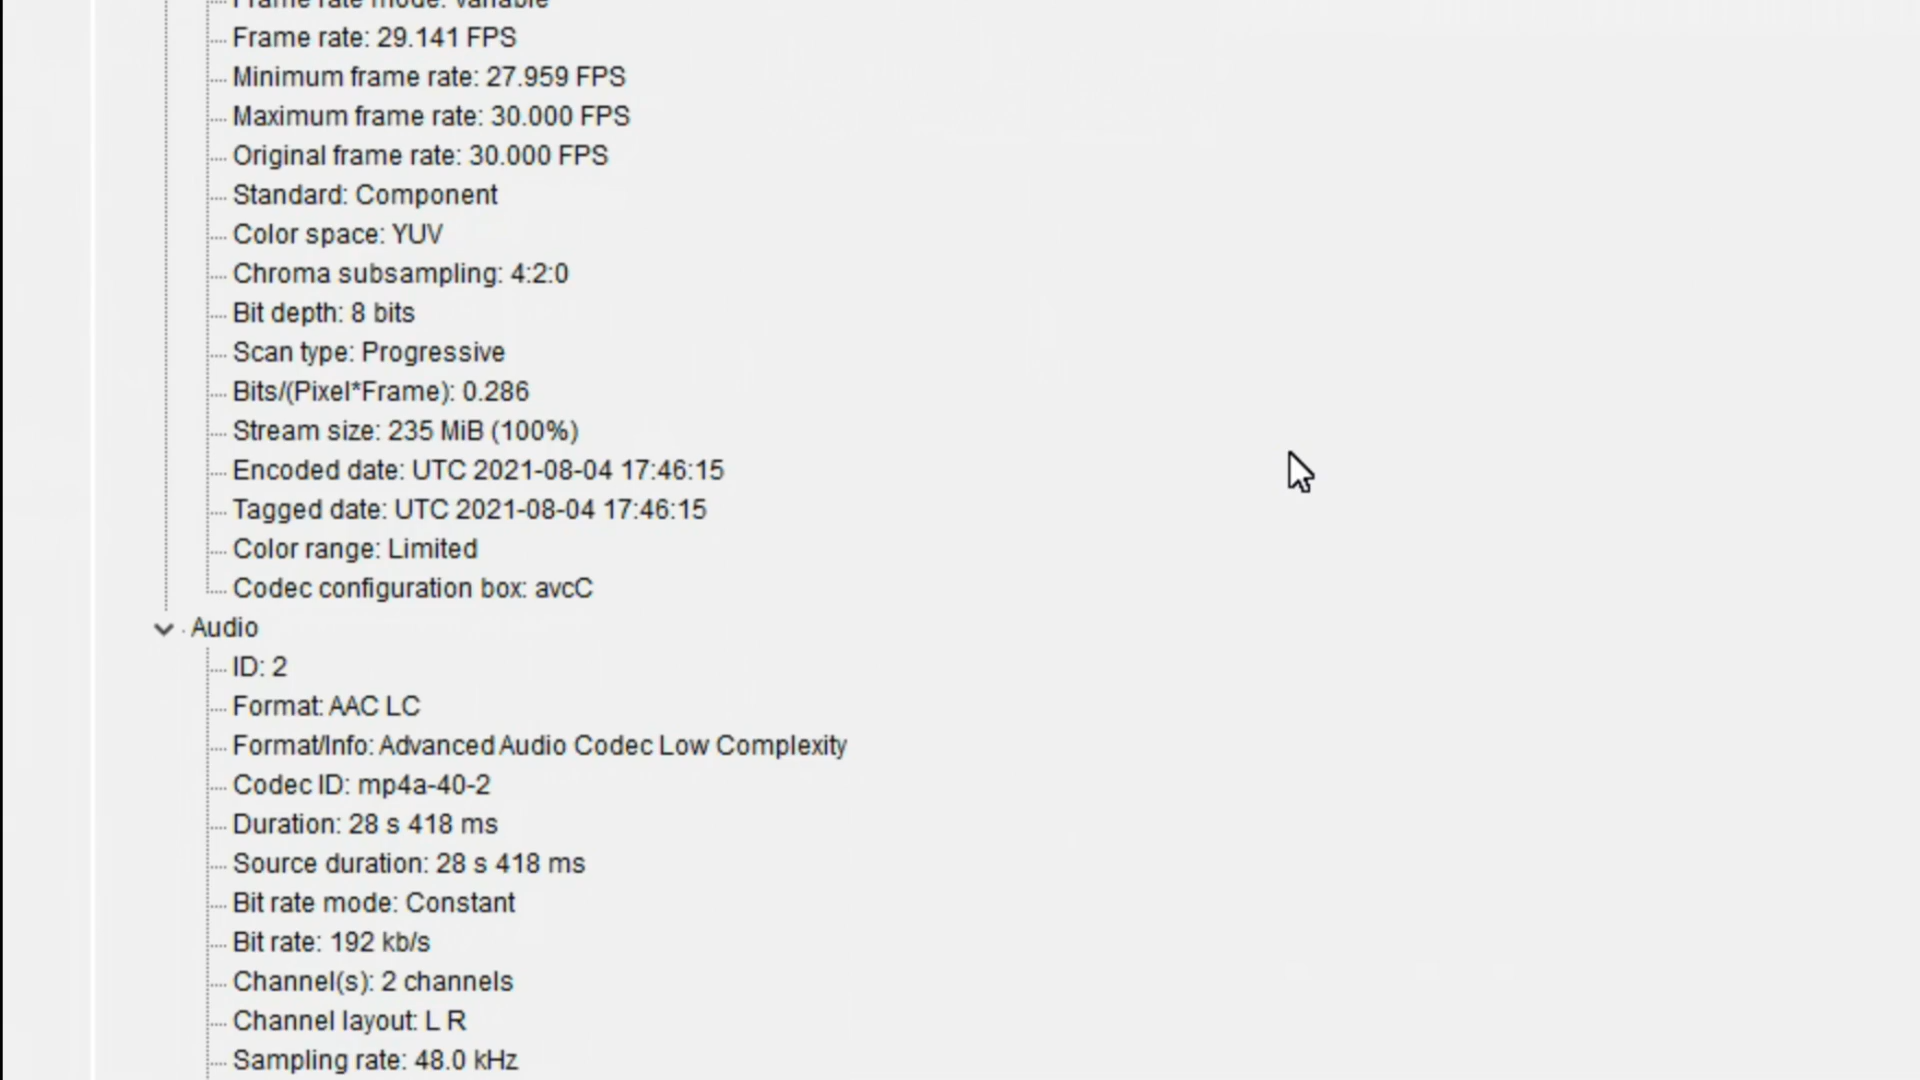 Frame rate mode: Variable
Frame rate: 29.141 FPS
Minimum frame rate: 27.959 FPS
Maximum frame rate: 30.000 FPS
Original frame rate: 30.000 FPS
Standard: Component
Color space: YUV
Chroma subsampling: 4:2:0
Bit depth: 8 bits
Scan type: Progressive
Bits/(Pixel*Frame): 0.286
Stream size: 235 MiB (100%)
Encoded date: UTC 2021-08-04 17:46:15
Tagged date: UTC 2021-08-04 17:46:15
Color range: Limited
Codec configuration box: avcC
Audio
ID: 2
Format: AAC LC
Format/Info: Advanced Audio Codec Low Complexity
Codec ID: mp4a-40-2
Duration: 28 s 418 ms
Source duration: 28 s 418 ms
Bit rate mode: Constant
Bit rate: 192 kb/s
Channel(s): 2 channels
Channel layout: L R
Sampling rate: 48.0 kHz